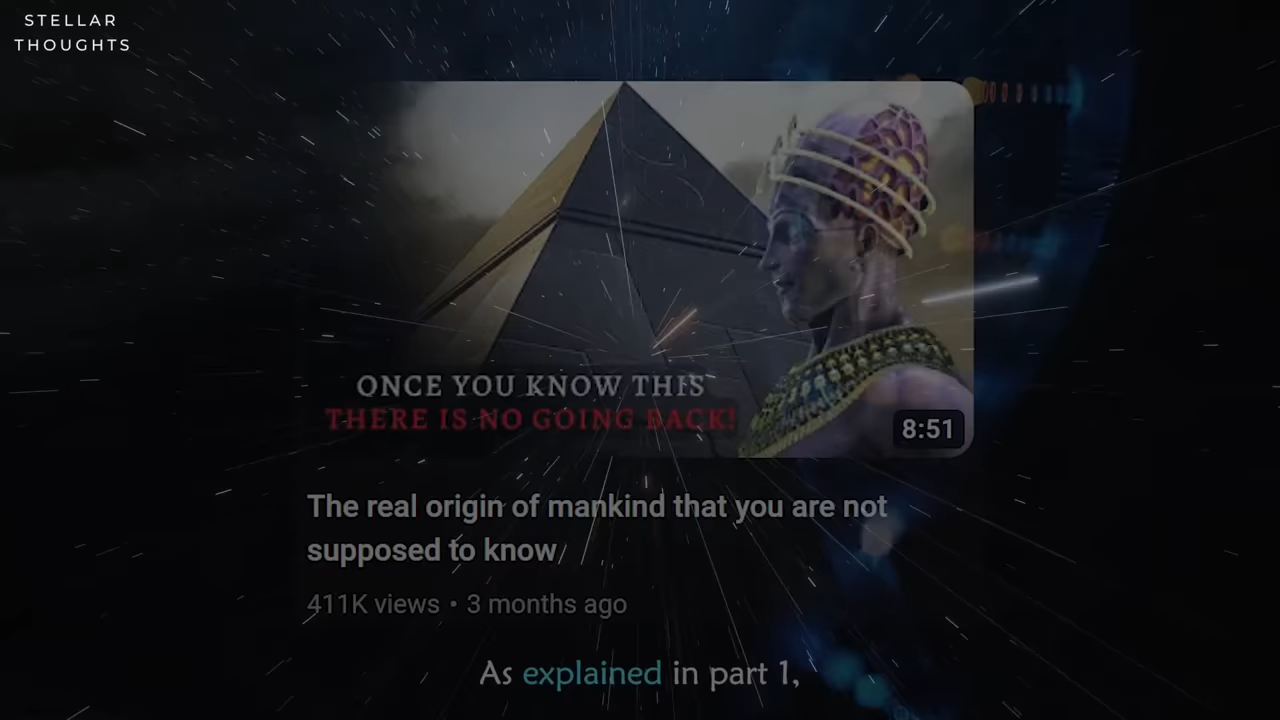 STELLAR
THOUGHTS
ONCE YOU KNOW THIS
THERE IS NO GOING BACK!
8:51
The real origin of mankind that you are not
supposed to know
411K views • 3 months ago
As explained in part 1,